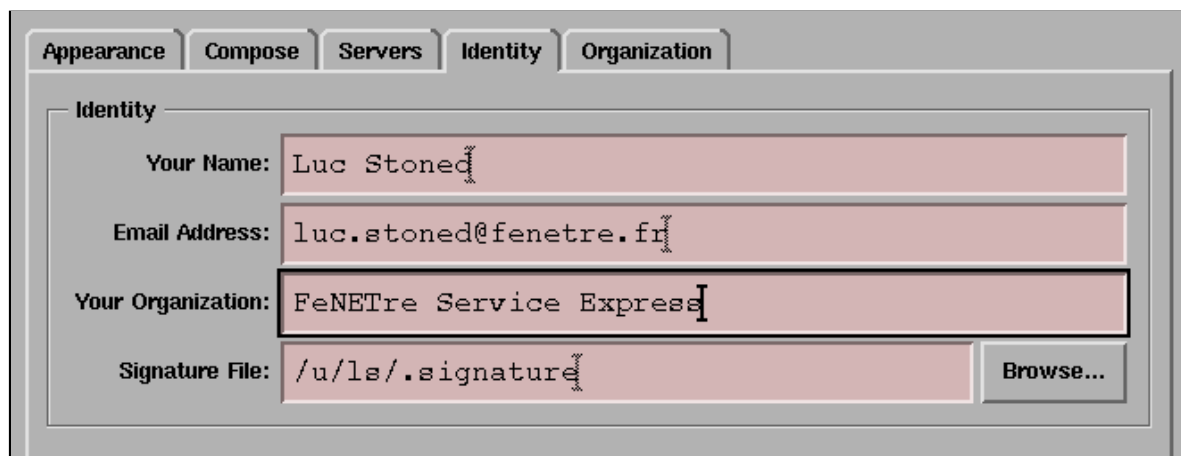 Appearance Compose Servers Identity Organization
Identity
Your Name: Luc Stoned
Email Address: luc.stoned@fenetre.fr
Your Organization: FeNETre Service Express
Signature File: /u/ls/.signature Browse...